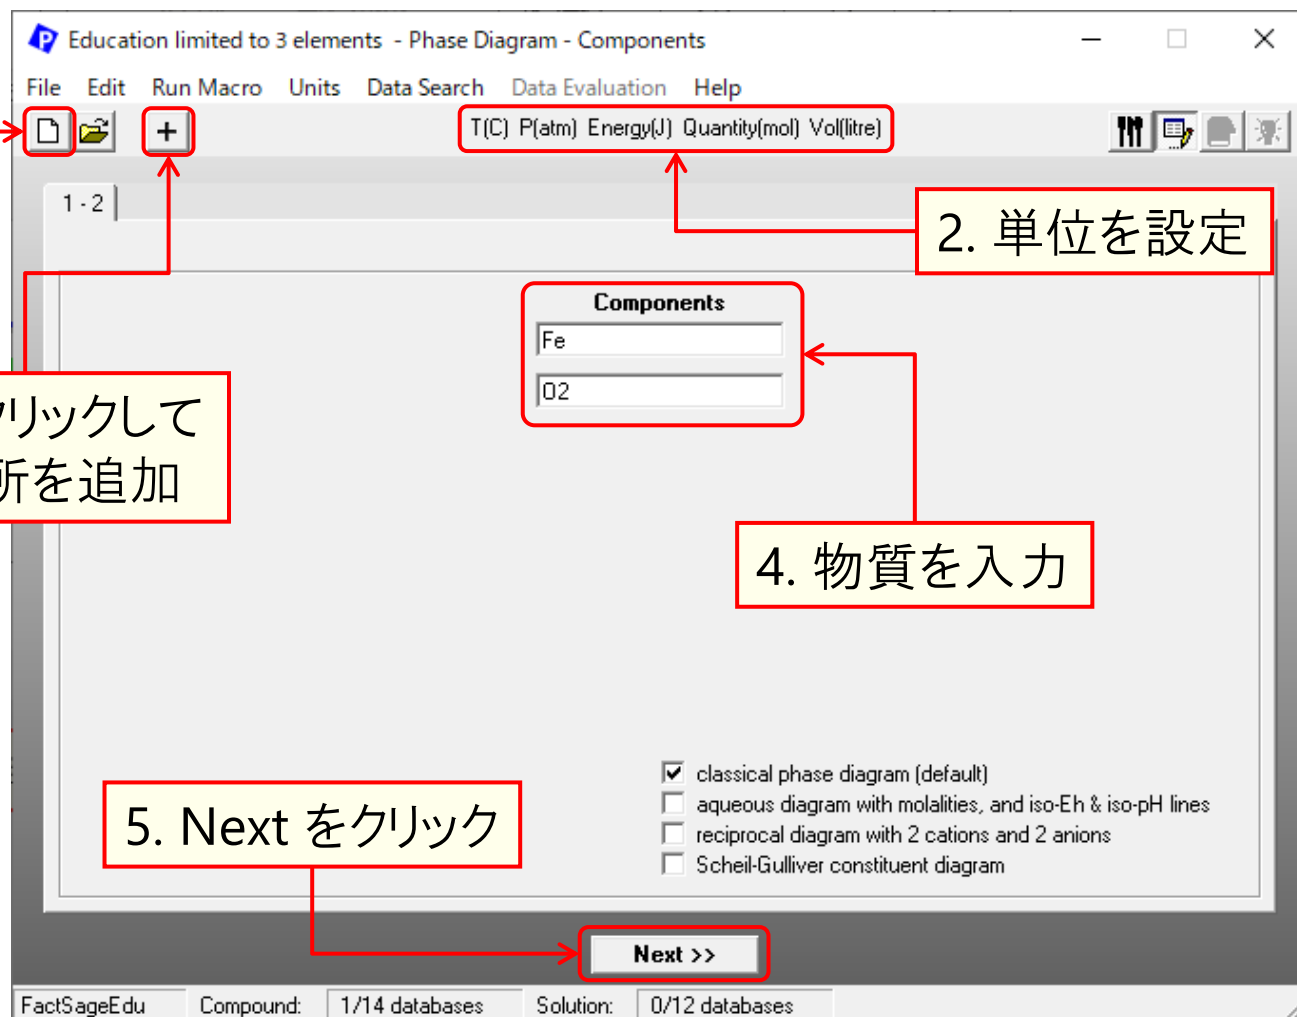 Education limited to 3 elements - Phase Diagram - Components
File Edit Run Macro Units Data Search Data Evaluation Help
T(C) P(atm) Energy(J) Quantity(mol) Vol(litre)
1 - 2
2. 単位を設定
Components
Fe
O2
クリックして
所を追加
4. 物質を入力
classical phase diagram (default)
aqueous diagram with molalities, and iso-Eh & iso-pH lines
reciprocal diagram with 2 cations and 2 anions
Scheil-Gulliver constituent diagram
5. Next をクリック
Next >>
FactSageEdu Compound: 1/14 databases Solution: 0/12 databases